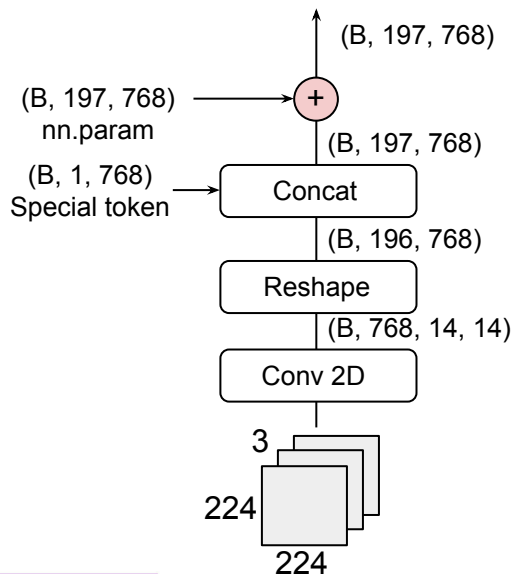 (B, 197, 768)
(B, 197, 768)
nn.param
+
(B, 197, 768)
(B, 1, 768)
Special token
Concat
(B, 196, 768)
Reshape
(B, 768, 14, 14)
Conv 2D
3
224
224